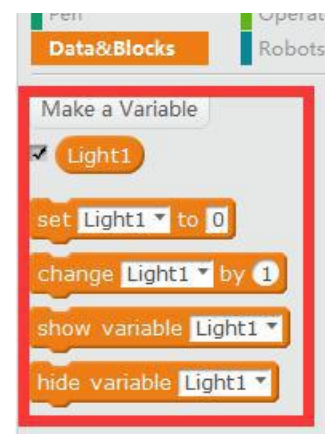 Pen Operat
Data&Blocks Robots
Make a Variable
Light1
set Light1 to 0
change Light1 by 1
show variable Light1
hide variable Light1